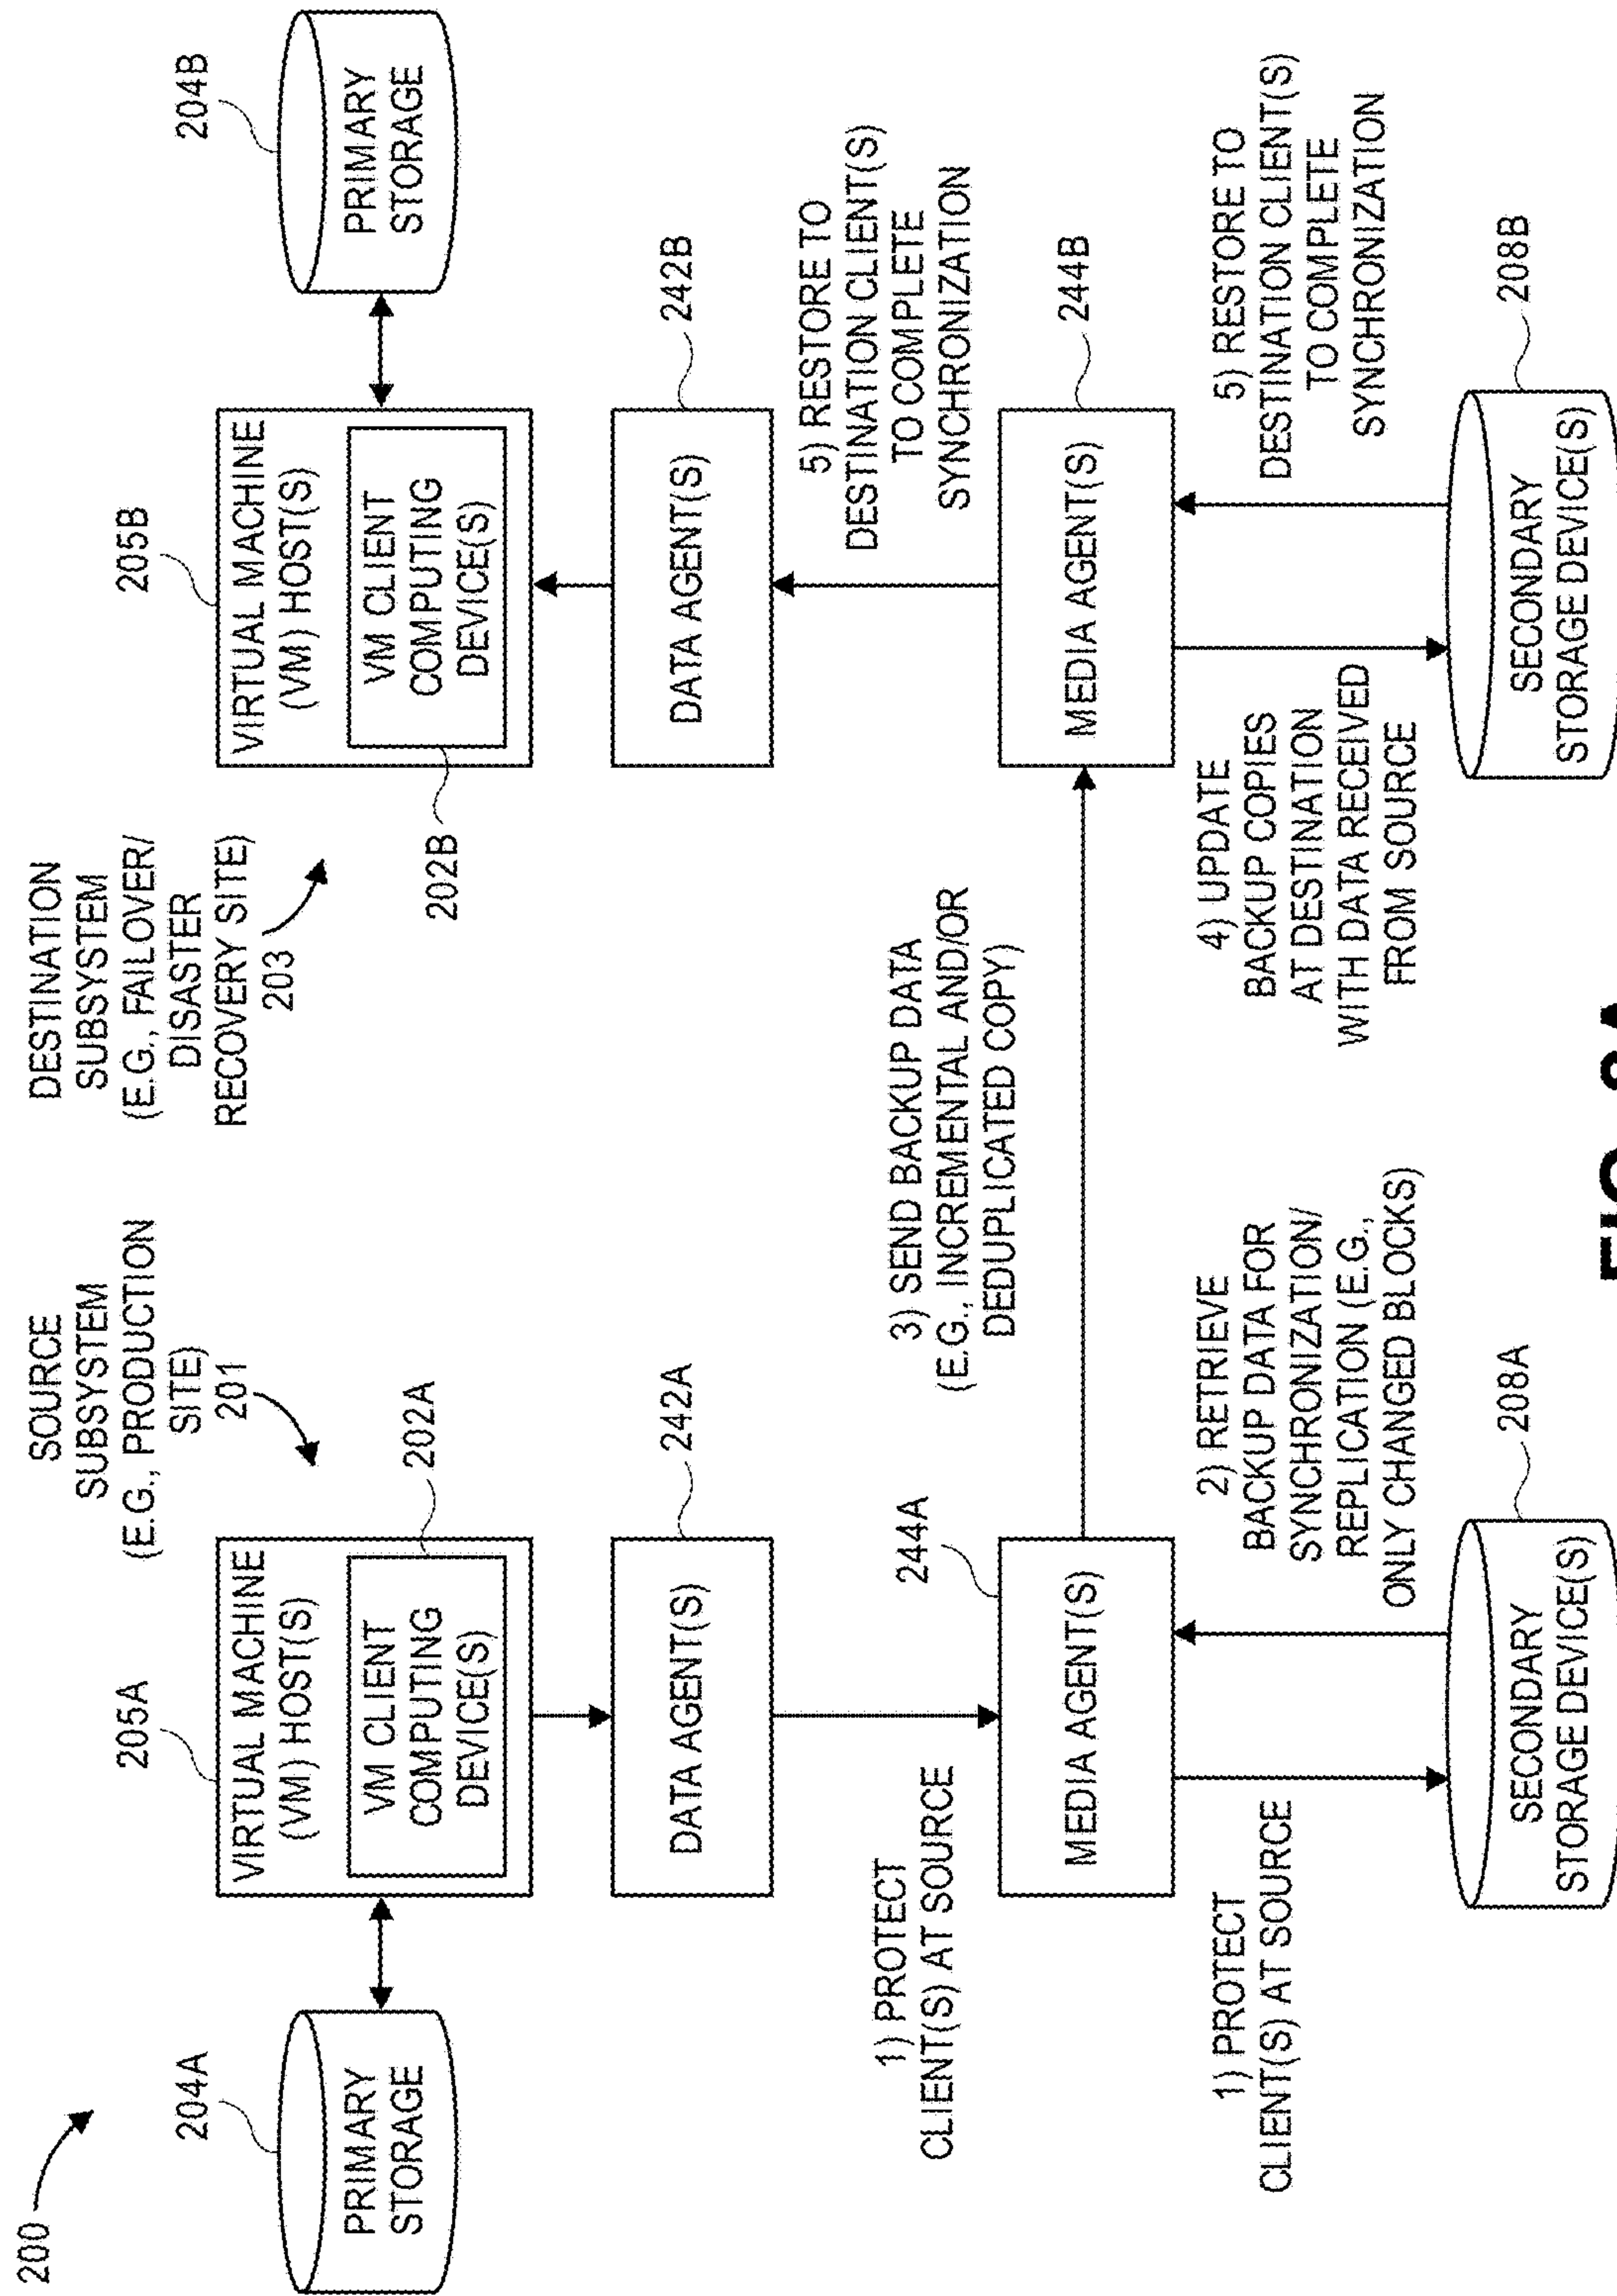 200
SOURCE
SUBSYSTEM
(E.G., PRODUCTION
SITE)
201
DESTINATION
SUBSYSTEM
(E.G., FAILOVER/
DISASTER
RECOVERY SITE)
203
204A
PRIMARY
STORAGE
205A
VIRTUAL MACHINE
(VM) HOST(S)
VM CLIENT
COMPUTING
DEVICE(S)
202A
205B
VIRTUAL MACHINE
(VM) HOST(S)
VM CLIENT
COMPUTING
DEVICE(S)
202B
204B
PRIMARY
STORAGE
DATA AGENT(S)
242A
DATA AGENT(S)
242B
1) PROTECT
CLIENT(S) AT SOURCE
3) SEND BACKUP DATA
(E.G., INCREMENTAL AND/OR
DEDUPLICATED COPY)
5) RESTORE TO
DESTINATION CLIENT(S)
TO COMPLETE
SYNCHRONIZATION
MEDIA AGENT(S)
244A
MEDIA AGENT(S)
244B
1) PROTECT
CLIENT(S) AT SOURCE
2) RETRIEVE
BACKUP DATA FOR
SYNCHRONIZATION/
REPLICATION (E.G.,
ONLY CHANGED BLOCKS)
4) UPDATE
BACKUP COPIES
AT DESTINATION
WITH DATA RECEIVED
FROM SOURCE
5) RESTORE TO
DESTINATION CLIENT(S)
TO COMPLETE
SYNCHRONIZATION
SECONDARY
STORAGE DEVICE(S)
208A
SECONDARY
STORAGE DEVICE(S)
208B